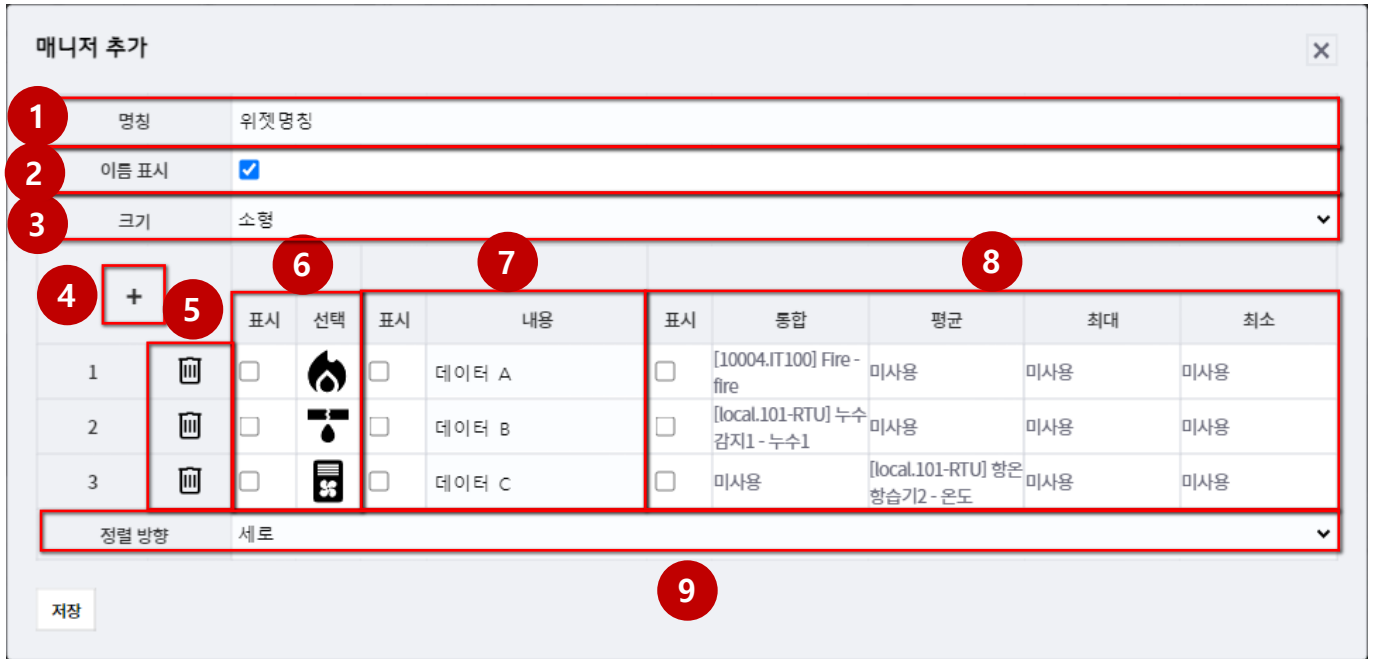 매니저 추가
1
명칭
위젯명칭
2
이름 표시
3
크기
소형
4
+
5
6
7
8
표시
선택
표시
내용
표시
통합
평균
최대
최소
1
데이터 A
[10004.IT100] Fire -
fire
미사용
미사용
미사용
2
데이터 B
[local.101-RTU] 누수
감지1 - 누수1
미사용
미사용
미사용
3
데이터 C
미사용
[local.101-RTU] 항온
항습기2 - 온도
미사용
미사용
정렬 방향
세로
9
저장